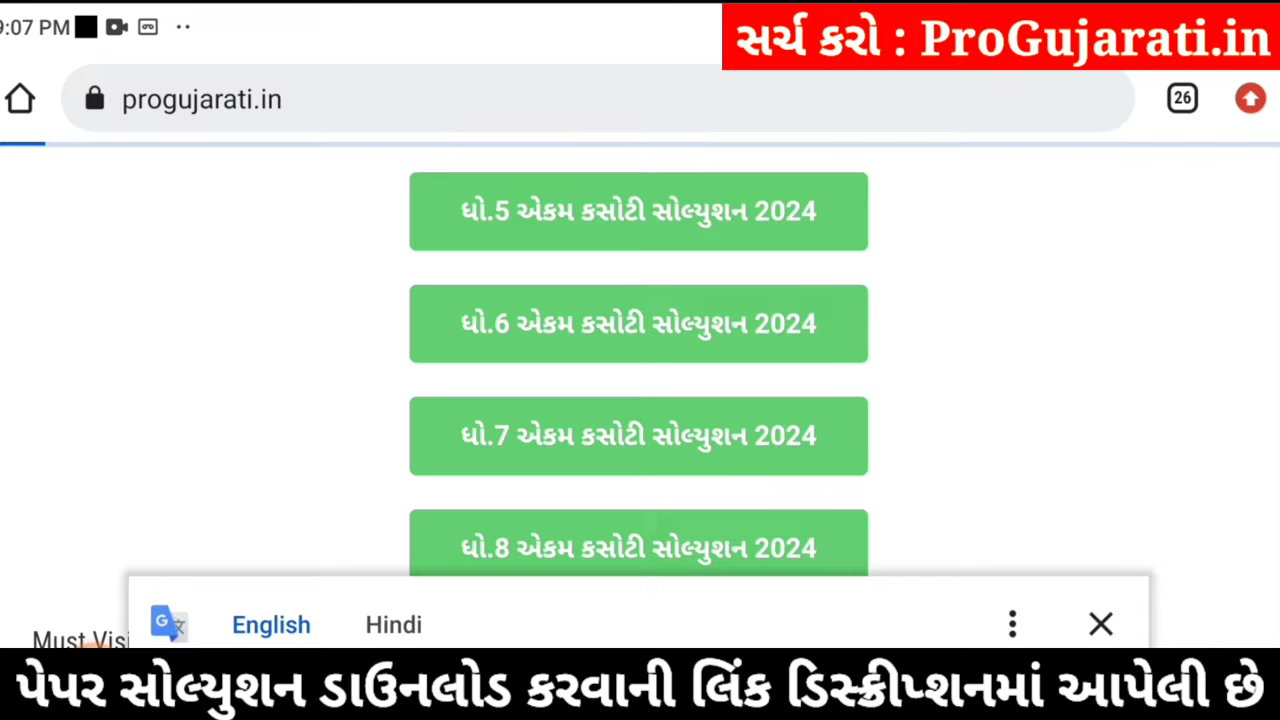 9:07 PM
સર્ચ કરો : ProGujarati.in
progujarati.in
26
ધો.5 એકમ કસોટી સોલ્યુશન 2024
ધો.6 એકમ કસોટી સોલ્યુશન 2024
ધો.7 એકમ કસોટી સોલ્યુશન 2024
ધો.8 એકમ કસોટી સોલ્યુશન 2024
English Hindi
Must Visi
પેપર સોલ્યુશન ડાઉનલોડ કરવાની લિંક ડિસ્ક્રીપ્શનમાં આપેલી છે